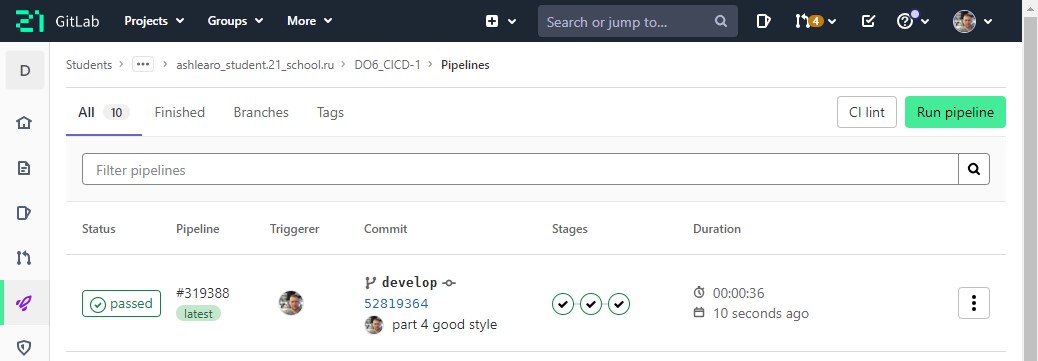 21 GitLab Projects Groups More Search or jump to... 4
D Students > ... > ashlearo_student.21_school.ru > DO6_CICD-1 > Pipelines
All 10 Finished Branches Tags CI lint Run pipeline
Filter pipelines
Status Pipeline Triggerer Commit Stages Duration
passed #319388 latest
develop
52819364
part 4 good style
00:00:36
10 seconds ago